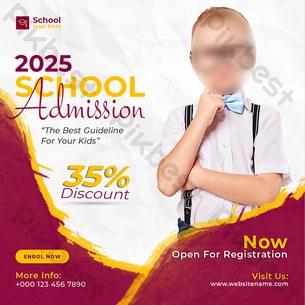 School
Logo Here
2025
SCHOOL
Admission
"The Best Guideline
For Your Kids"
35%
Discount
ENROL NOW
Now
Open For Registration
More Info:
+000 123 456 7890
Visit Us:
www.websitename.com
pikbest